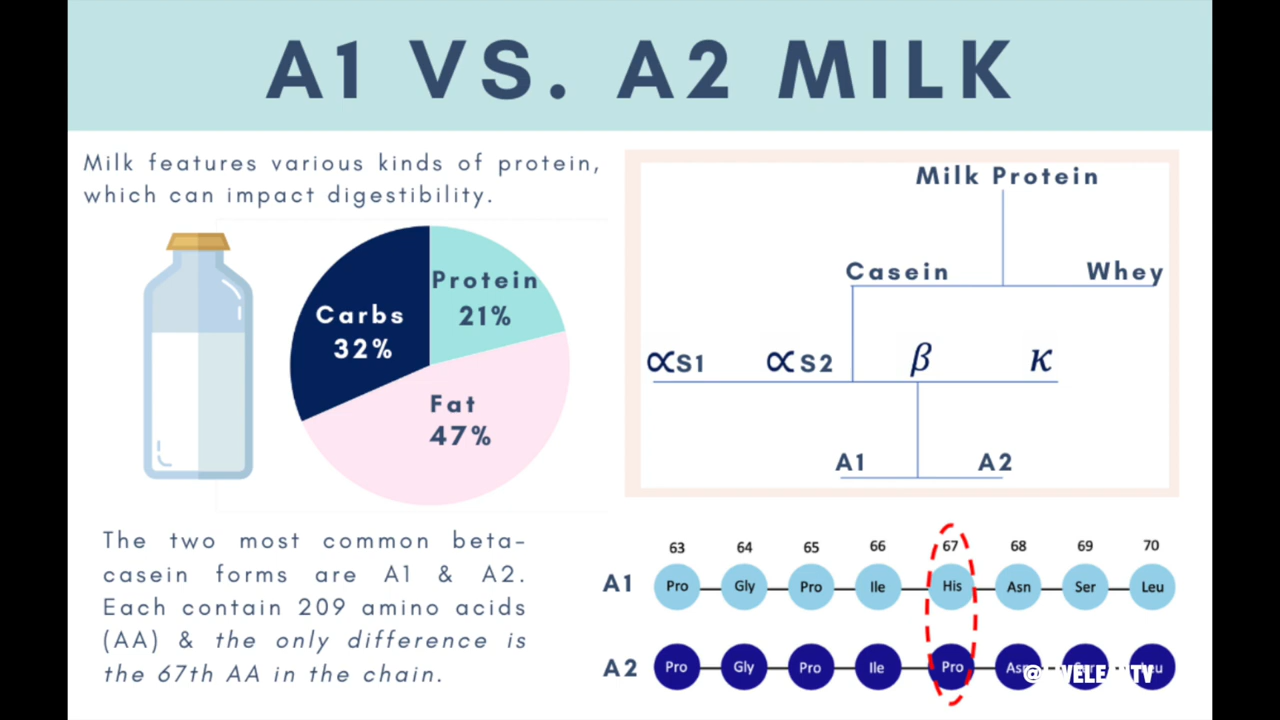 A1 VS. A2 MILK
Milk features various kinds of protein,
which can impact digestibility.
Protein
21%
Carbs
32%
Fat
47%
Milk Protein
Casein
Whey
∝S1
∝S2
β
κ
A1
A2
The two most common beta-
casein forms are A1 & A2.
Each contain 209 amino acids
(AA) & the only difference is
the 67th AA in the chain.
63 64 65 66 67 68 69 70
A1 Pro Gly Pro Ile His Asn Ser Leu
A2 Pro Gly Pro Ile Pro